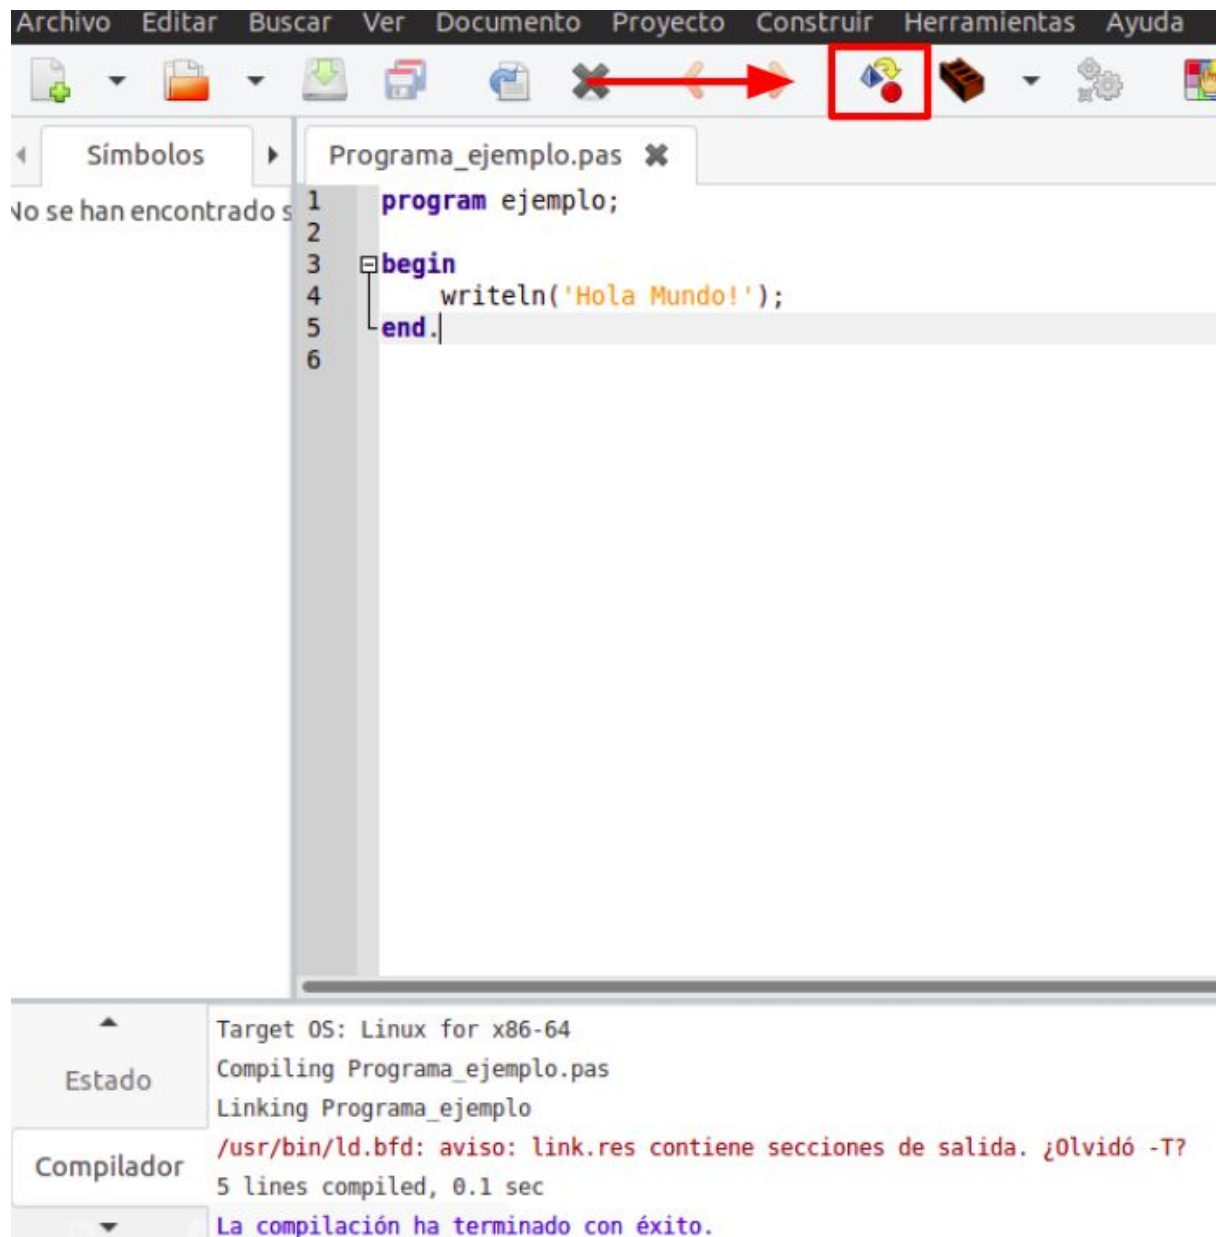 Archivo Editar Buscar Ver Documento Proyecto Construir Herramientas Ayuda
Símbolos
Programa_ejemplo.pas
No se han encontrado s
1 program ejemplo;
2
3 begin
4 writeln('Hola Mundo!');
5 end.
6
Estado
Compilador
Target OS: Linux for x86-64
Compiling Programa_ejemplo.pas
Linking Programa_ejemplo
/usr/bin/ld.bfd: aviso: link.res contiene secciones de salida. ¿Olvidó -T?
5 lines compiled, 0.1 sec
La compilación ha terminado con éxito.